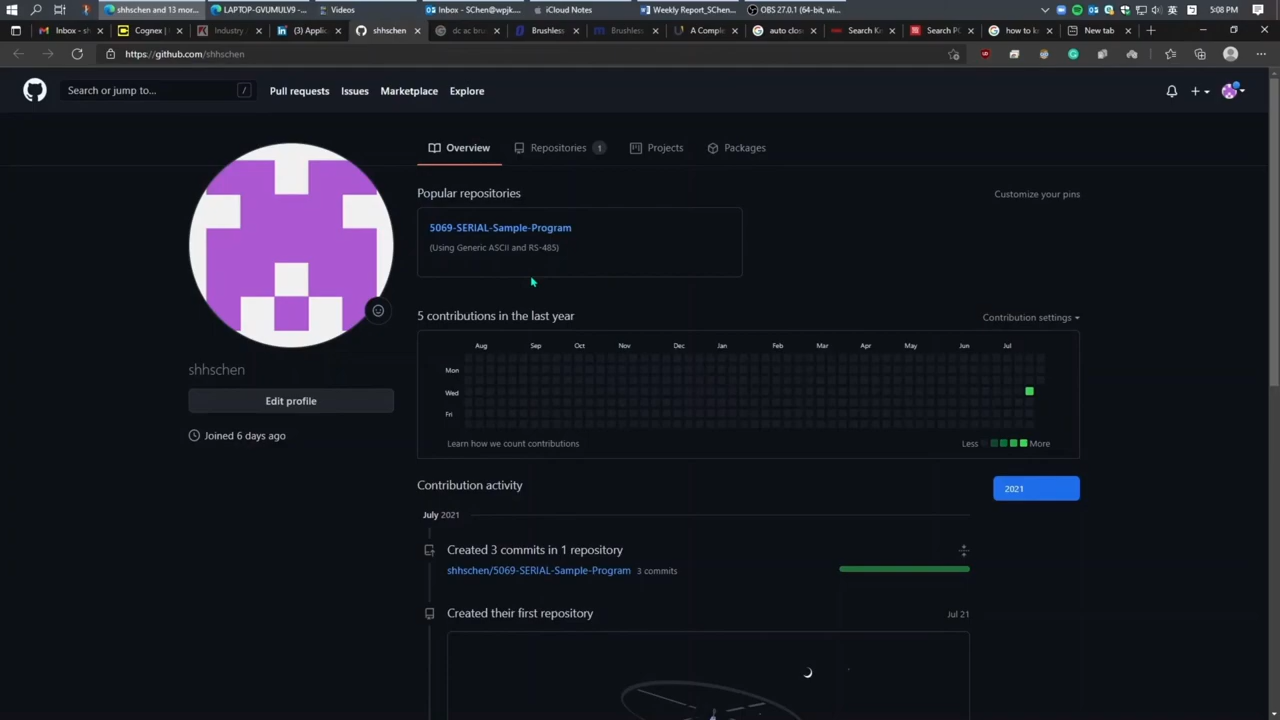 shhschen and 13 mor...
LAPTOP-GVUMULV9 -...
Videos
Inbox - SChen@wpjk...
iCloud Notes
Weekly Report_SChen...
OBS 27.0.1 (64-bit, wi...
英
5:08 PM
Inbox - sh
Cognex |
Industry
(3) Applic
shhschen
dc ac bru
Brushless
Brushless
A Comple
auto close
Search Ke
Search PC
how to k
New tab
https://github.com/shhschen
Search or jump to...
/
Pull requests
Issues
Marketplace
Explore
Overview
Repositories 1
Projects
Packages
Popular repositories
Customize your pins
5069-SERIAL-Sample-Program
(Using Generic ASCII and RS-485)
5 contributions in the last year
Contribution settings
Aug Sep Oct Nov Dec Jan Feb Mar Apr May Jun Jul
Mon
Wed
Fri
Learn how we count contributions
Less
More
shhschen
Edit profile
Joined 6 days ago
Contribution activity
2021
July 2021
Created 3 commits in 1 repository
shhschen/5069-SERIAL-Sample-Program 3 commits
Created their first repository
Jul 21